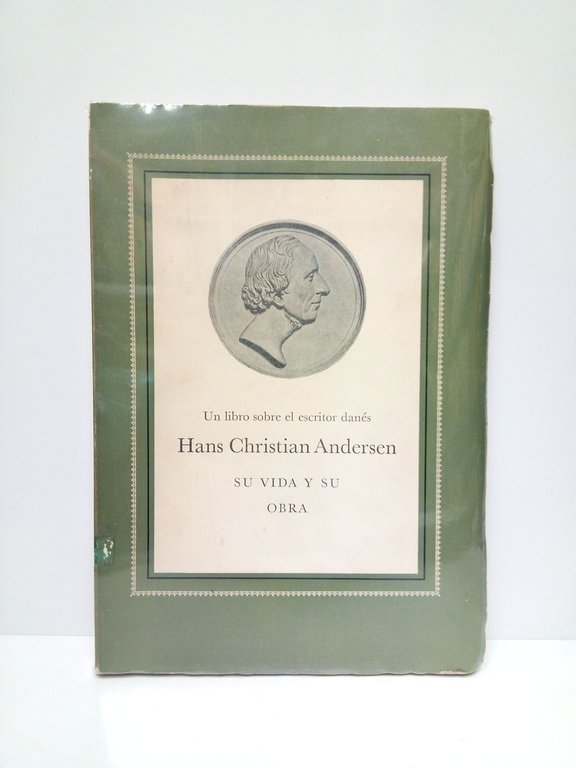 Un libro sobre el escritor danés
Hans Christian Andersen
SU VIDA Y SU
OBRA